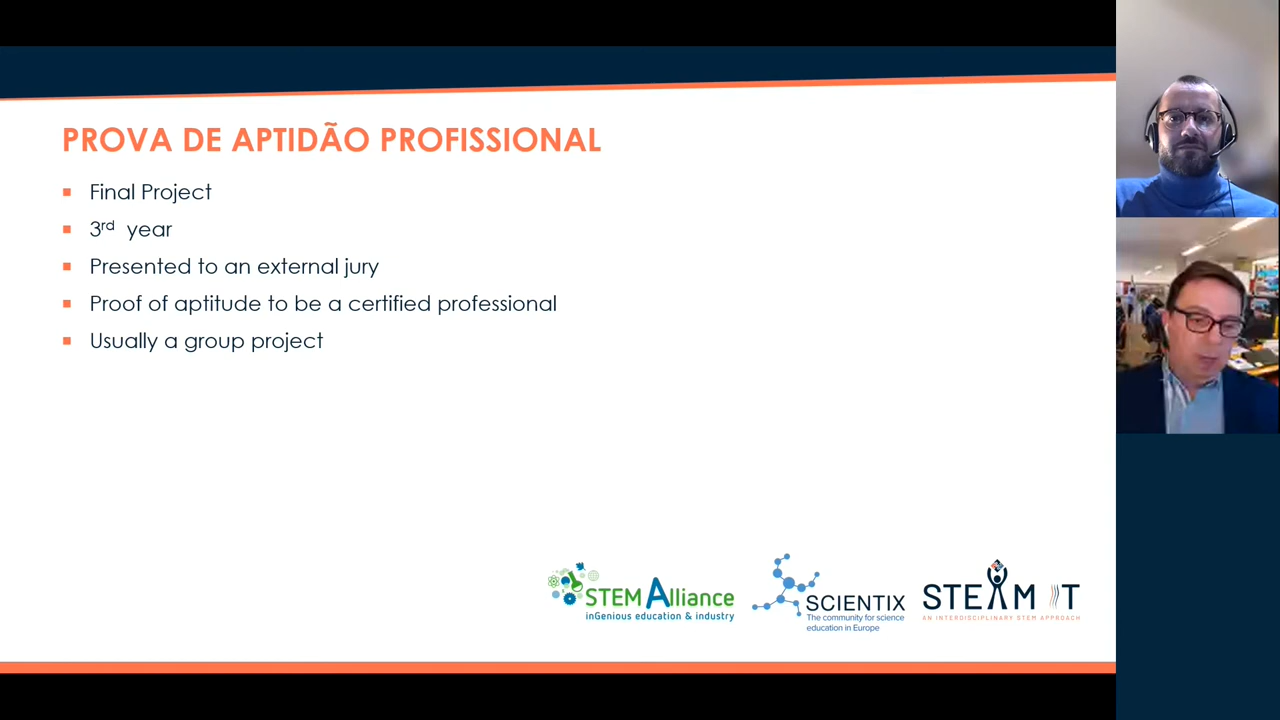 PROVA DE APTIDÃO PROFISSIONAL
Final Project
3rd year
Presented to an external jury
Proof of aptitude to be a certified professional
Usually a group project
STEM Alliance
inGenious education & industry
SCIENTIX
The community for science
education in Europe
STEAM IT
AN INTERDISCIPLINARY STEM APPROACH